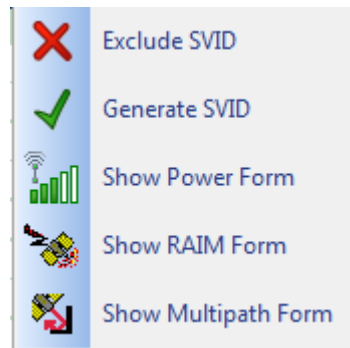 Exclude SVID
Generate SVID
Show Power Form
Show RAIM Form
Show Multipath Form